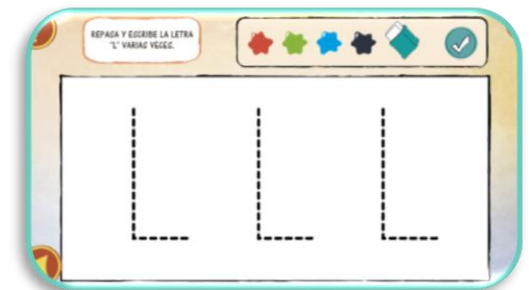 REPASA Y ESCRIBE LA LETRA
"L" VARIAS VECES.
L L L